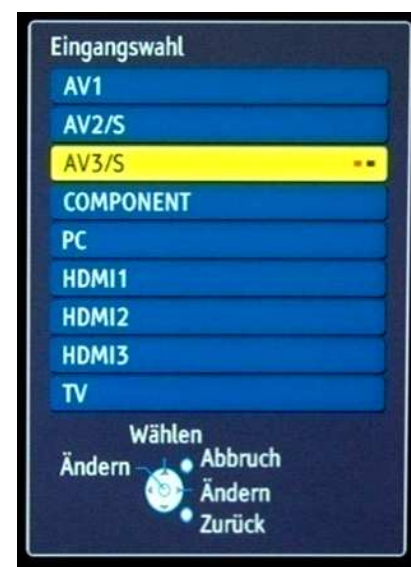 Eingangswahl
AV1
AV2/S
AV3/S
COMPONENT
PC
HDMI1
HDMI2
HDMI3
TV
Wählen
Ändern
Abbruch
Ändern
Zurück